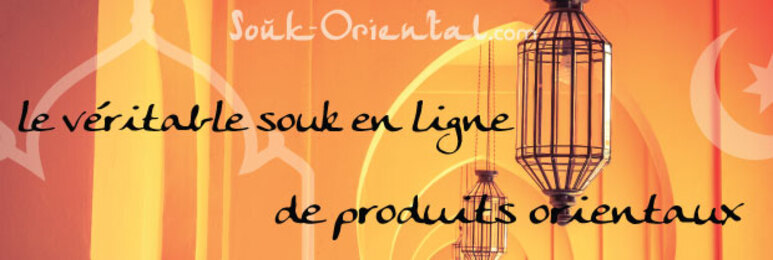 Souk-Oriental.com
le véritable souk en ligne
de produits orientaux